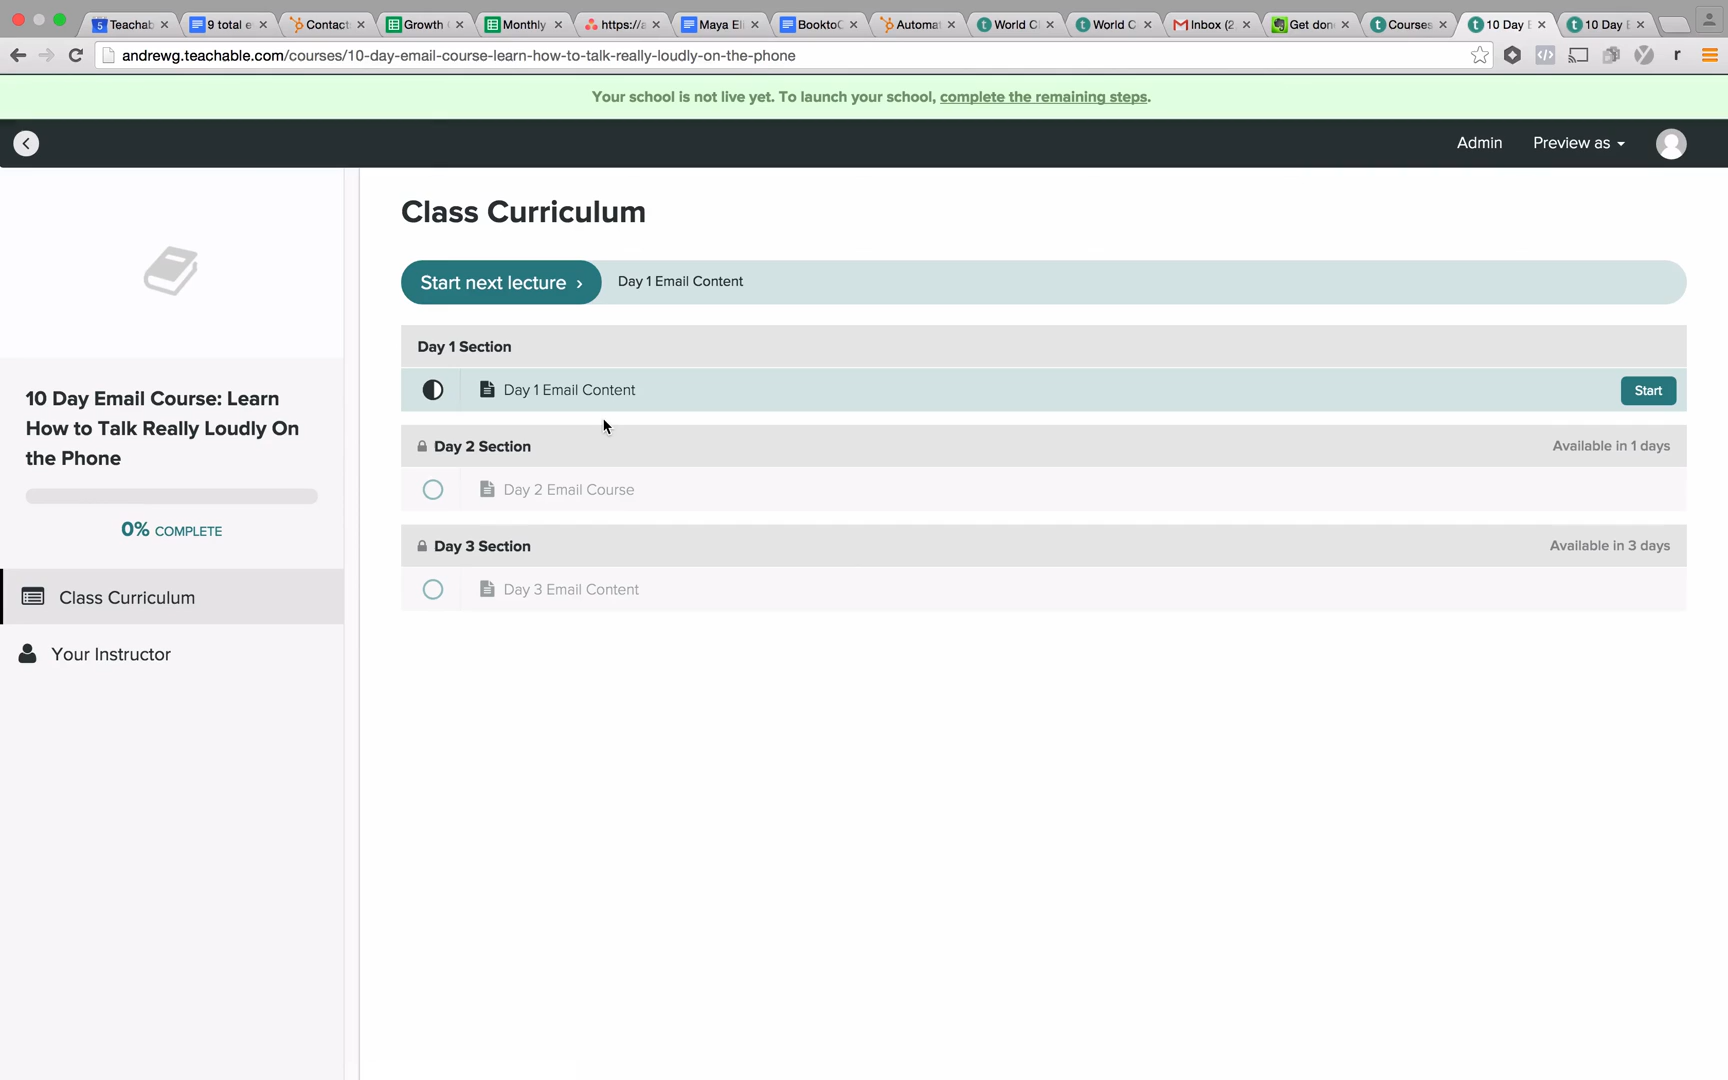 Teachab
9 total e
Contact
Growth
Monthly
https://a
Maya Eli
BooktoC
Automat
World C
World C
Inbox (2
Get don
Courses
10 Day E
10 Day E
andrewg.teachable.com/courses/10-day-email-course-learn-how-to-talk-really-loudly-on-the-phone
Your school is not live yet. To launch your school, complete the remaining steps.
Admin
Preview as
Class Curriculum
Start next lecture ›
Day 1 Email Content
Day 1 Section
Day 1 Email Content
Start
Day 2 Section
Available in 1 days
Day 2 Email Course
Day 3 Section
Available in 3 days
Day 3 Email Content
10 Day Email Course: Learn
How to Talk Really Loudly On
the Phone
0% COMPLETE
Class Curriculum
Your Instructor